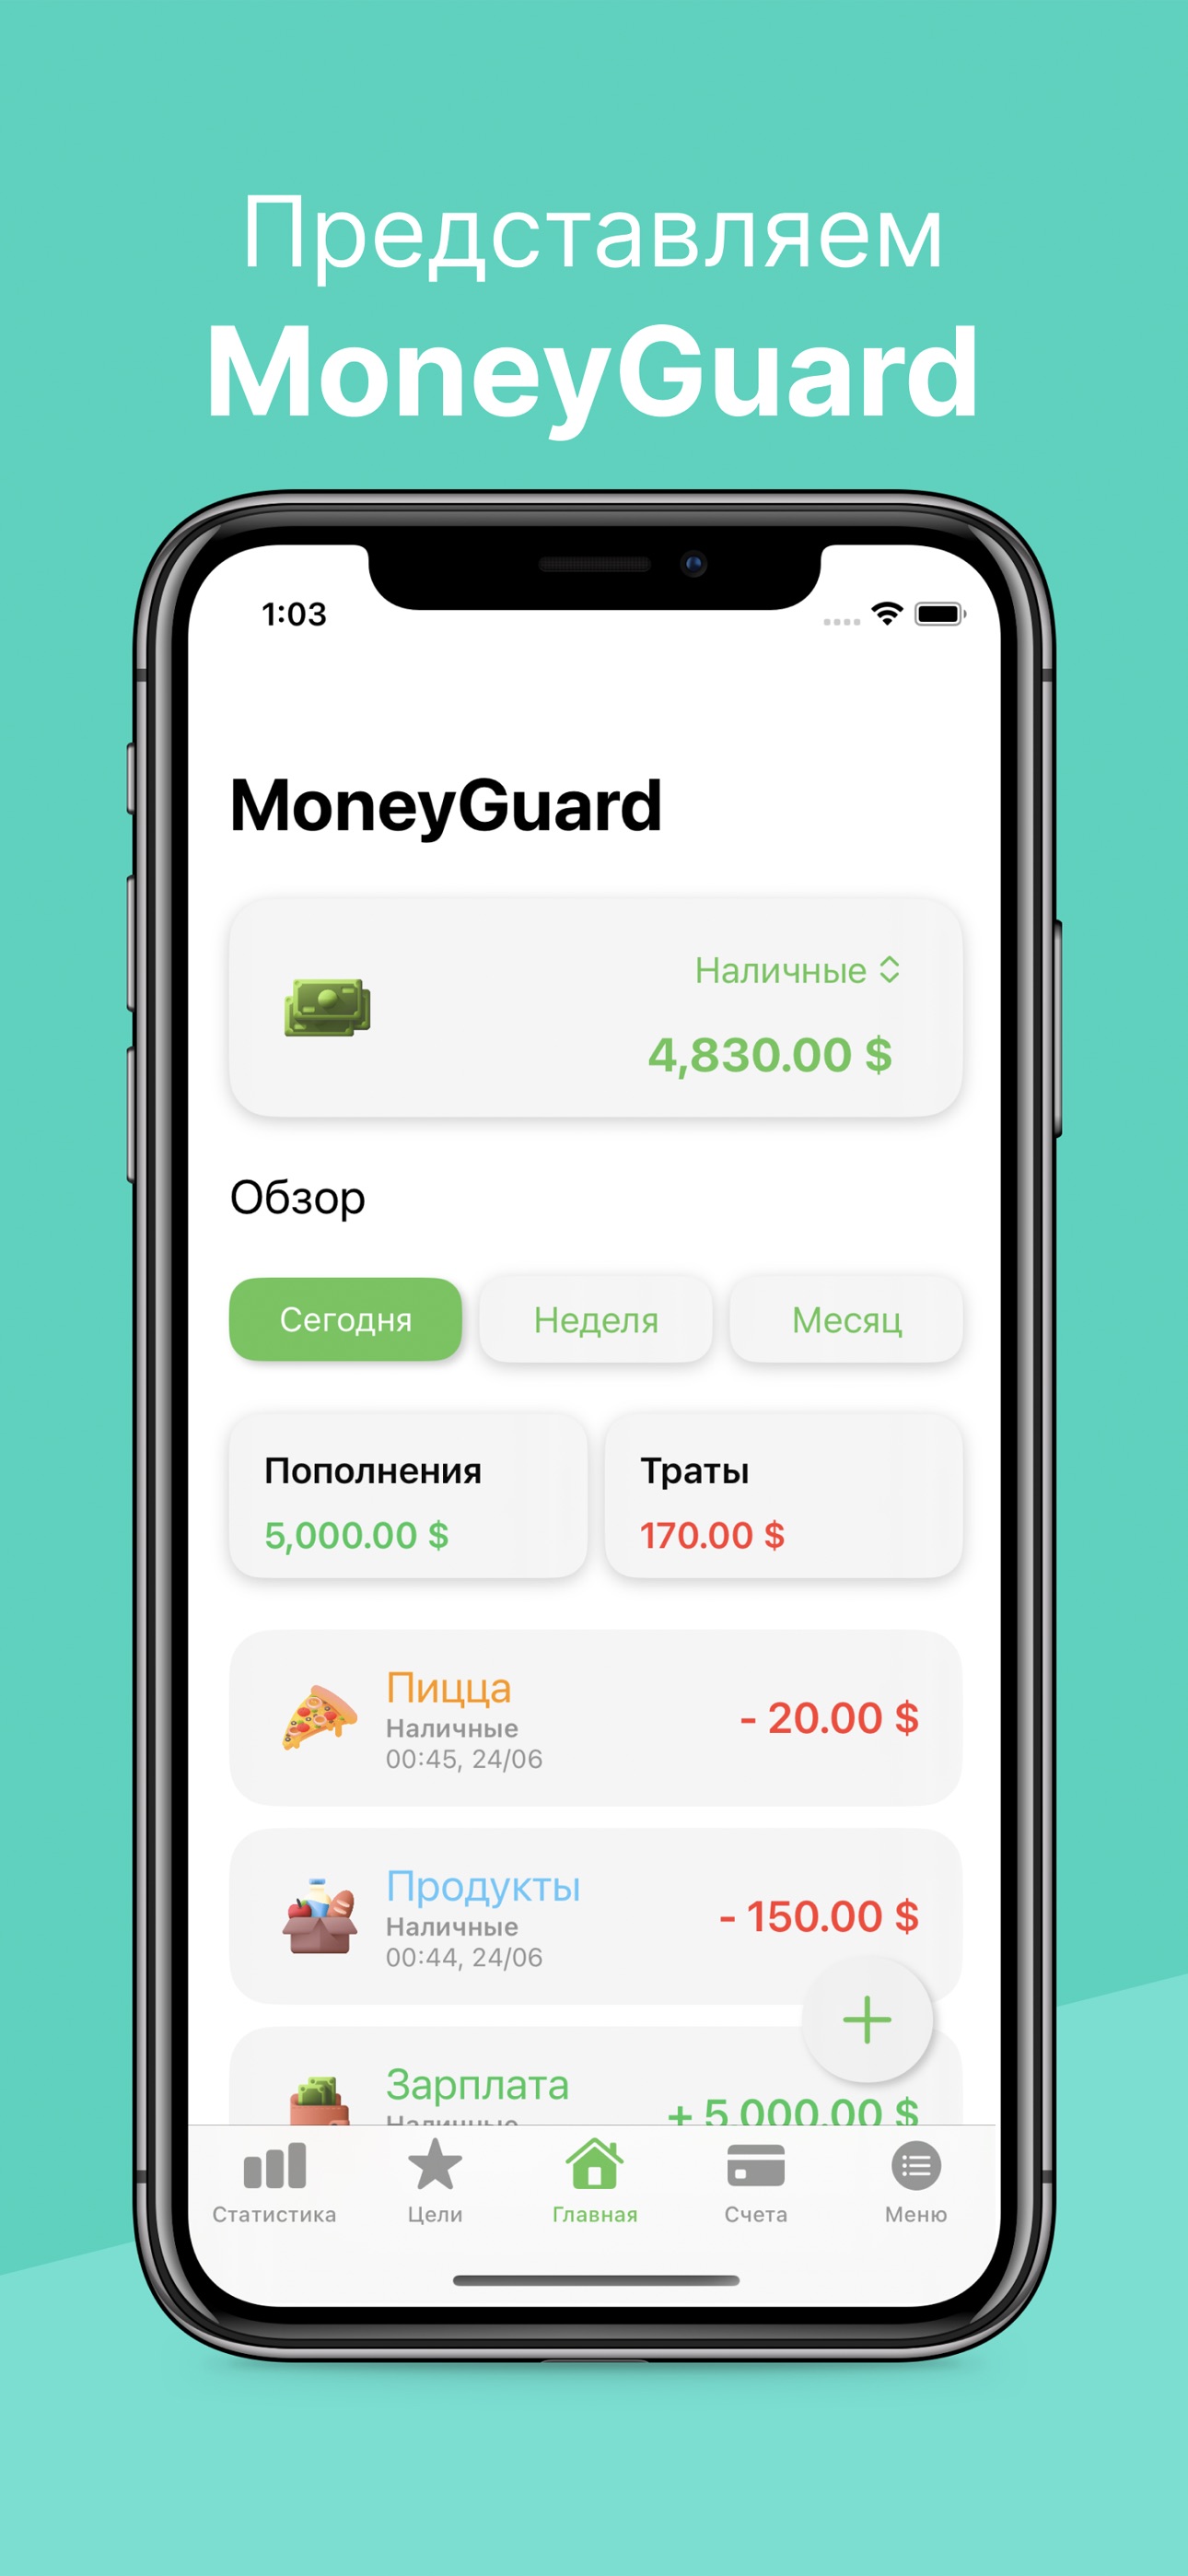 Представляем
MoneyGuard
1:03
MoneyGuard
Наличные
4,830.00 $
Обзор
Сегодня
Неделя
Месяц
Пополнения
5,000.00 $
Траты
170.00 $
Пицца
Наличные
00:45, 24/06
- 20.00 $
Продукты
Наличные
00:44, 24/06
- 150.00 $
Зарплата
Наличные
+ 5,000.00 $
Статистика
Цели
Главная
Счета
Меню